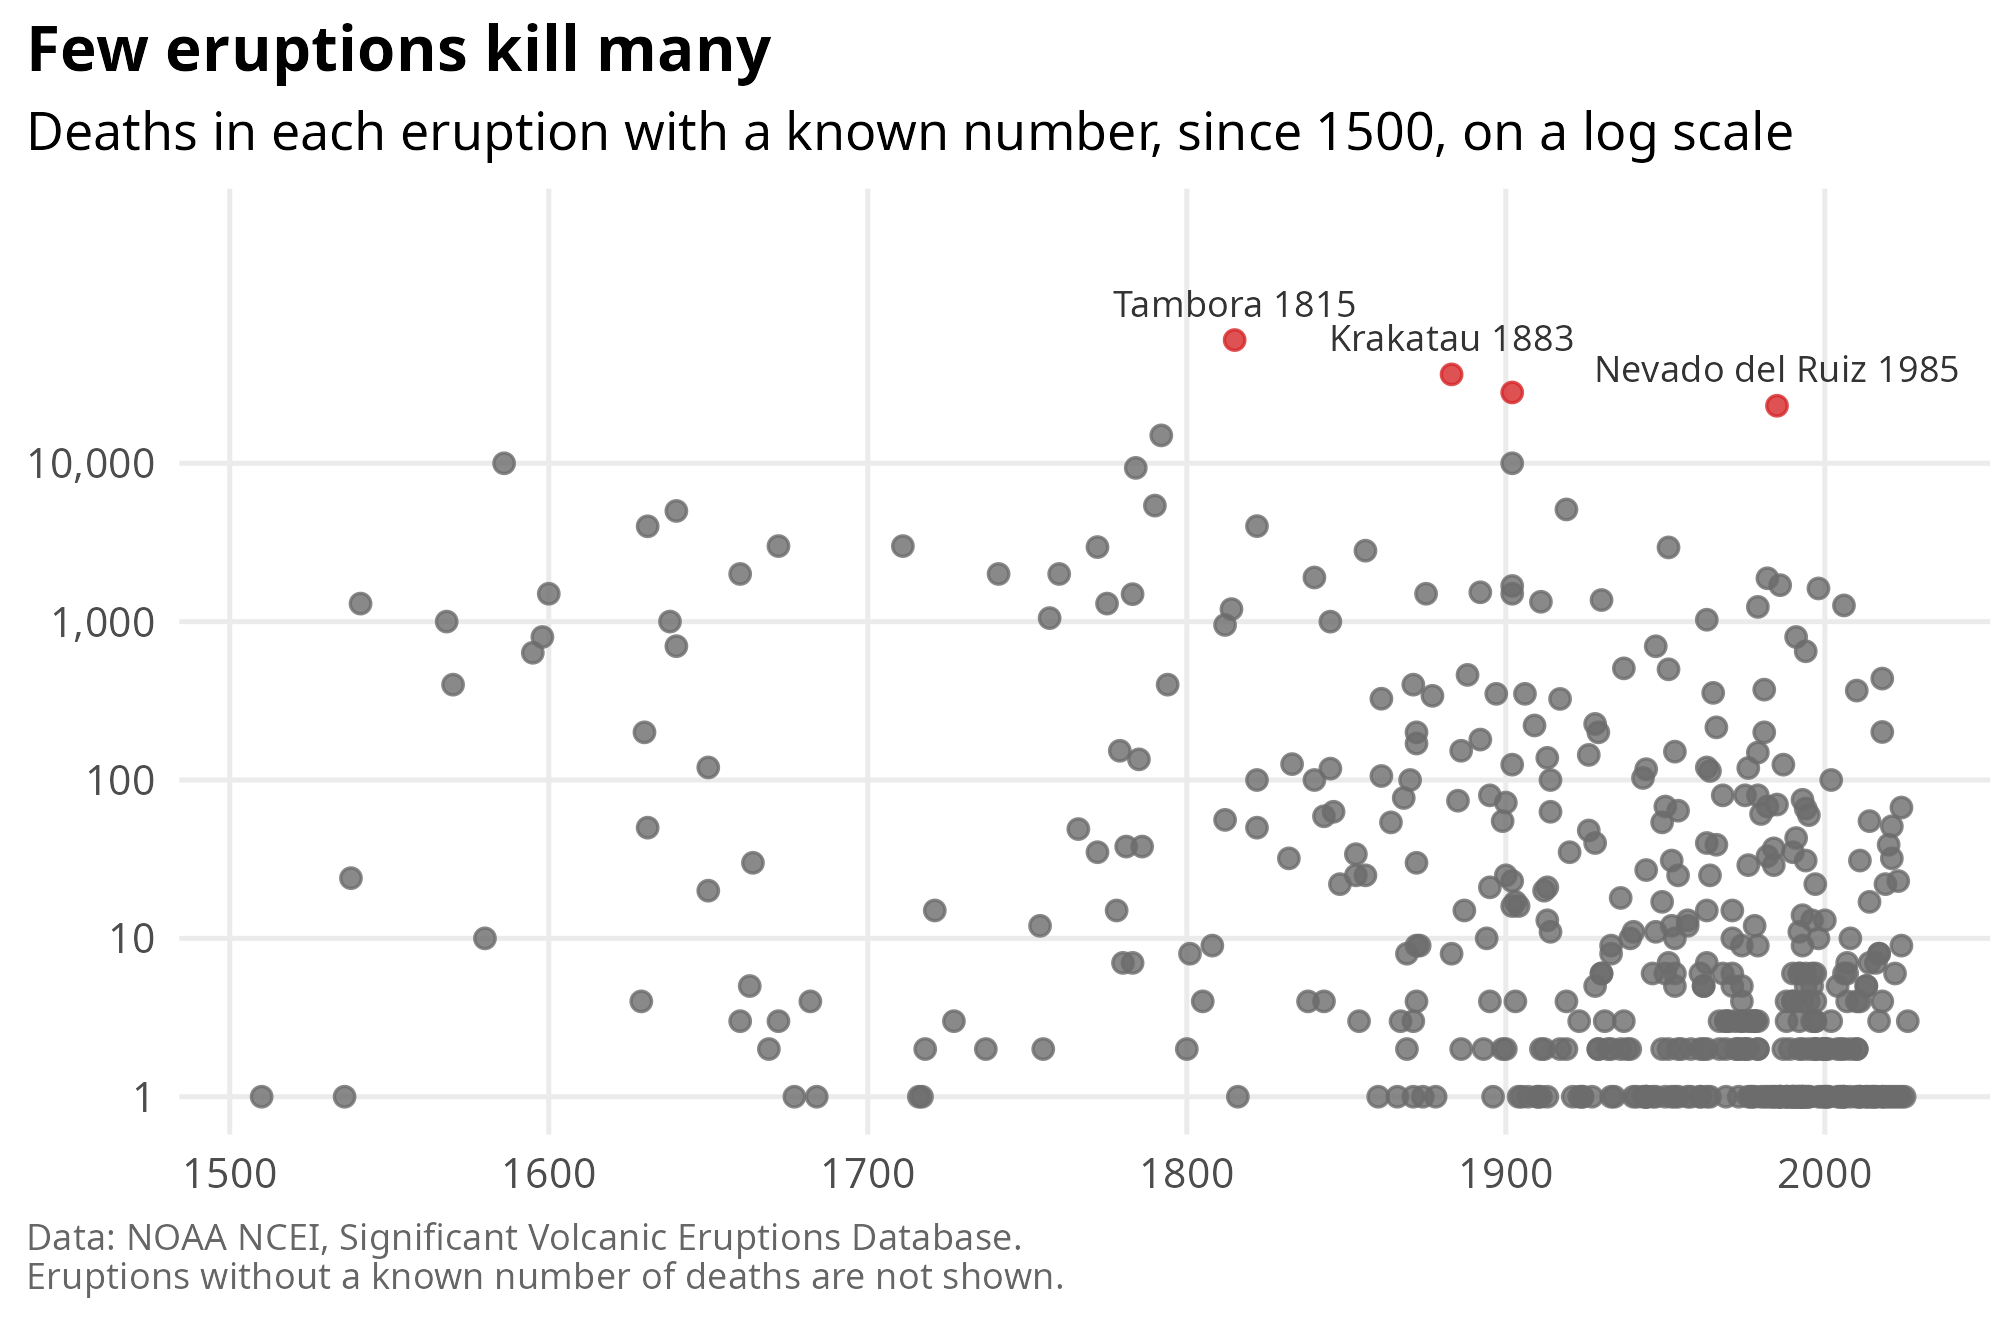 Few eruptions kill many
Deaths in each eruption with a known number, since 1500, on a log scale
Tambora 1815
Krakatau 1883
Nevado del Ruiz 1985
10,000
1,000
100
10
1
1500 1600 1700 1800 1900 2000
Data: NOAA NCEI, Significant Volcanic Eruptions Database.
Eruptions without a known number of deaths are not shown.